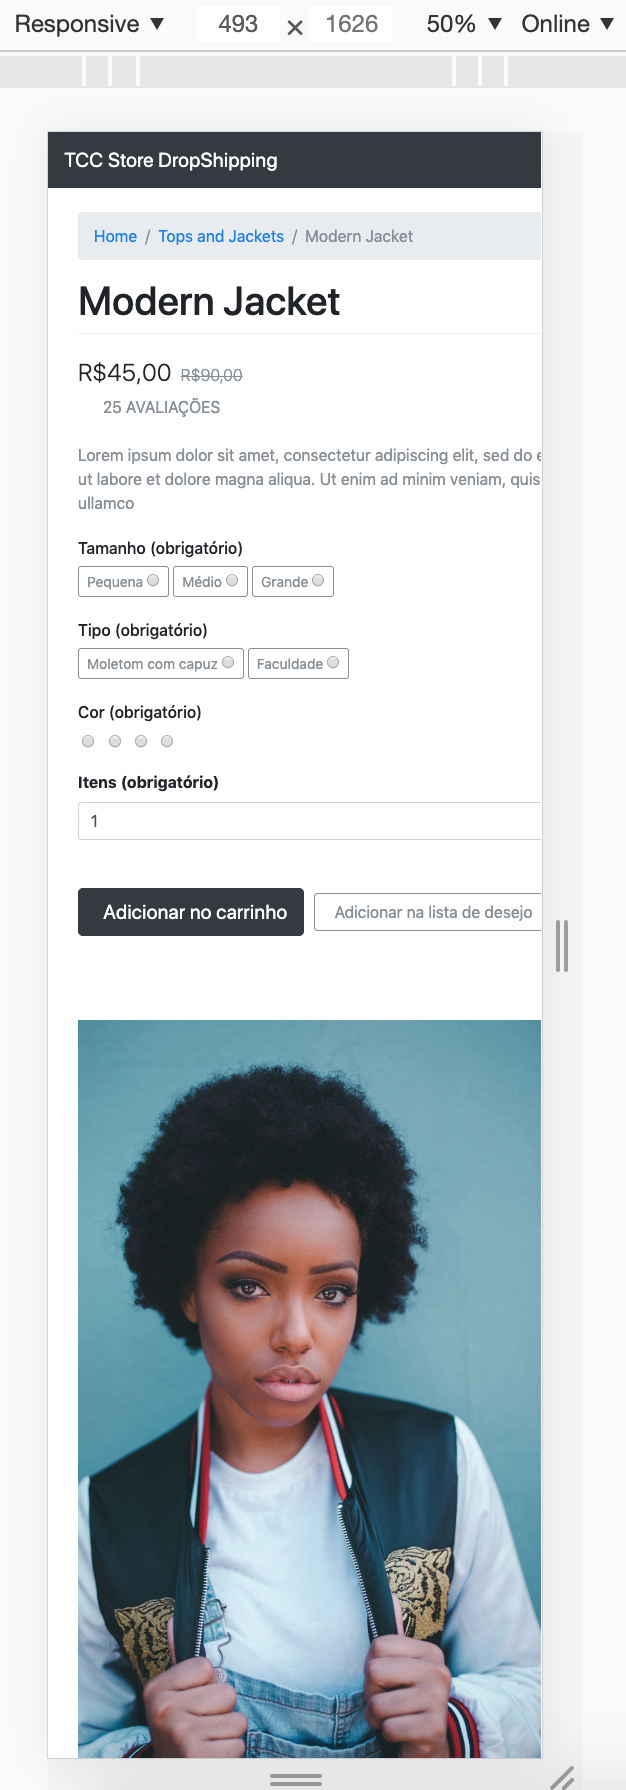 Responsive ▼ 493 × 1626 50% ▼ Online ▼
TCC Store DropShipping
Home / Tops and Jackets / Modern Jacket
Modern Jacket
R$45,00 R$90,00
25 AVALIAÇÕES
Lorem ipsum dolor sit amet, consectetur adipiscing elit, sed do e
ut labore et dolore magna aliqua. Ut enim ad minim veniam, quis
ullamco
Tamanho (obrigatório)
Pequena Médio Grande
Tipo (obrigatório)
Moletom com capuz Faculdade
Cor (obrigatório)
Itens (obrigatório)
1
Adicionar no carrinho Adicionar na lista de desejo